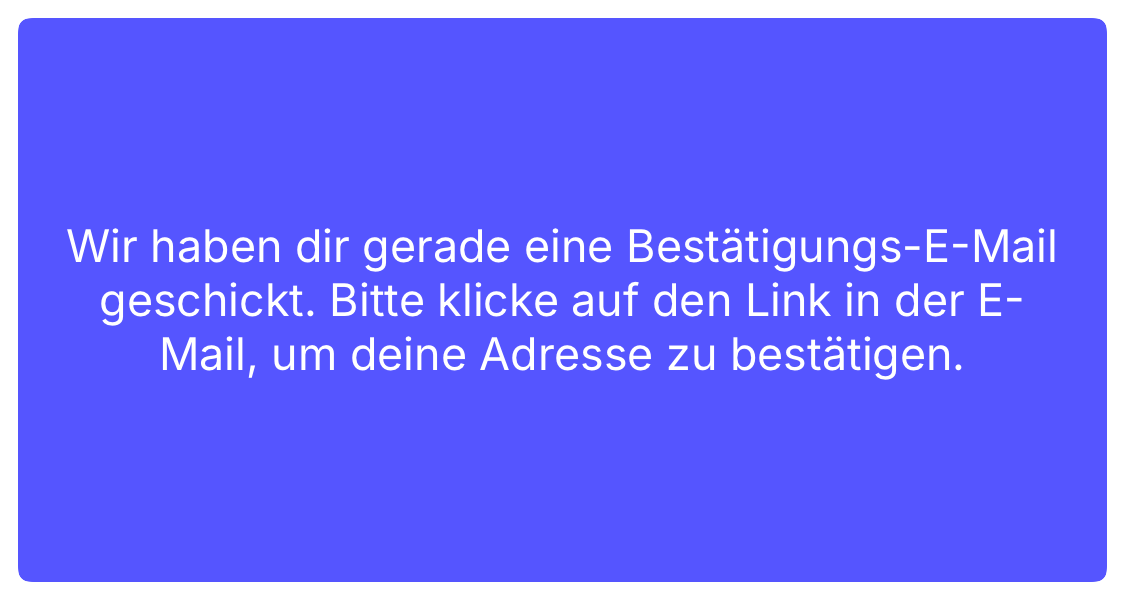 Wir haben dir gerade eine Bestätigungs-E-Mail
geschickt. Bitte klicke auf den Link in der E-
Mail, um deine Adresse zu bestätigen.